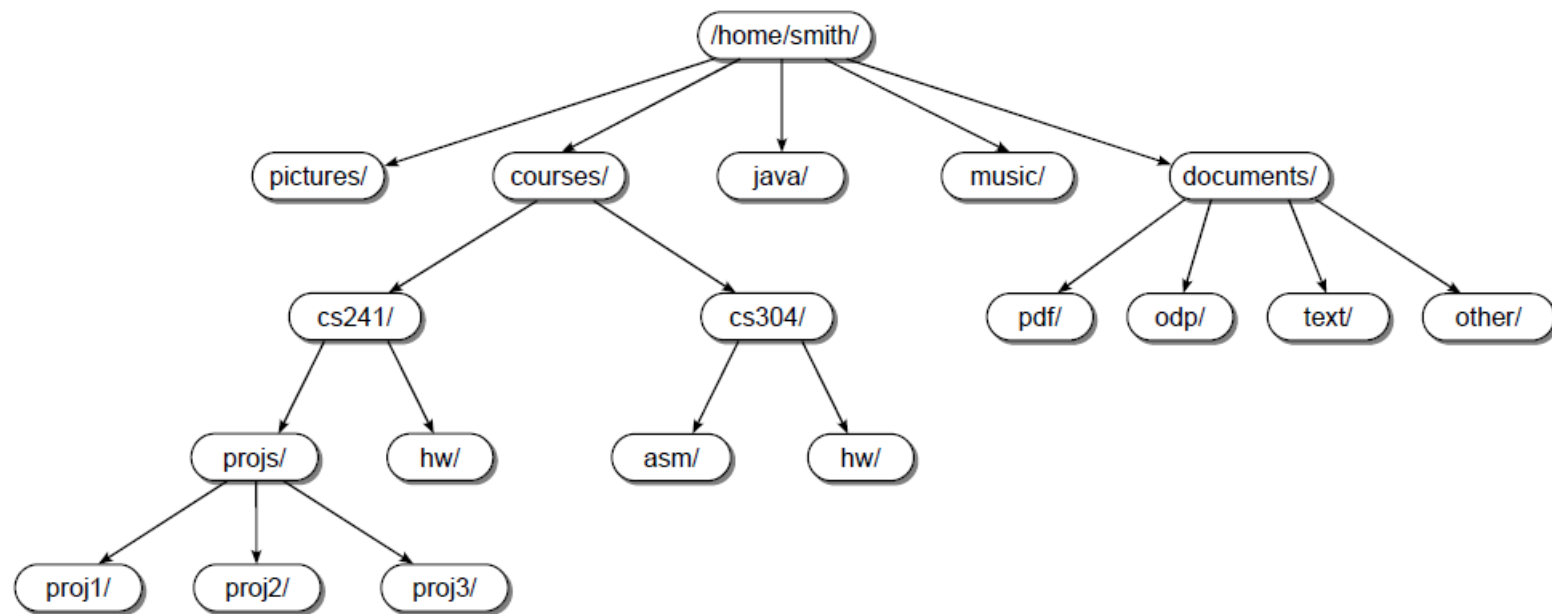 /home/smith/
pictures/ courses/ java/ music/ documents/
cs241/ cs304/ pdf/ odp/ text/ other/
projs/ hw/ asm/ hw/
proj1/ proj2/ proj3/